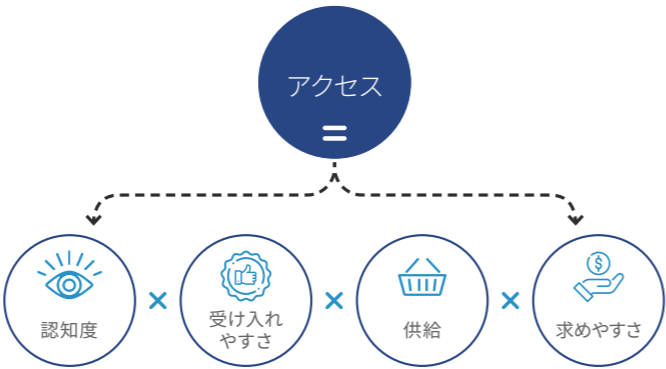 アクセス
=
認知度
×
受け入れ
やすさ
×
供給
×
求めやすさ
$